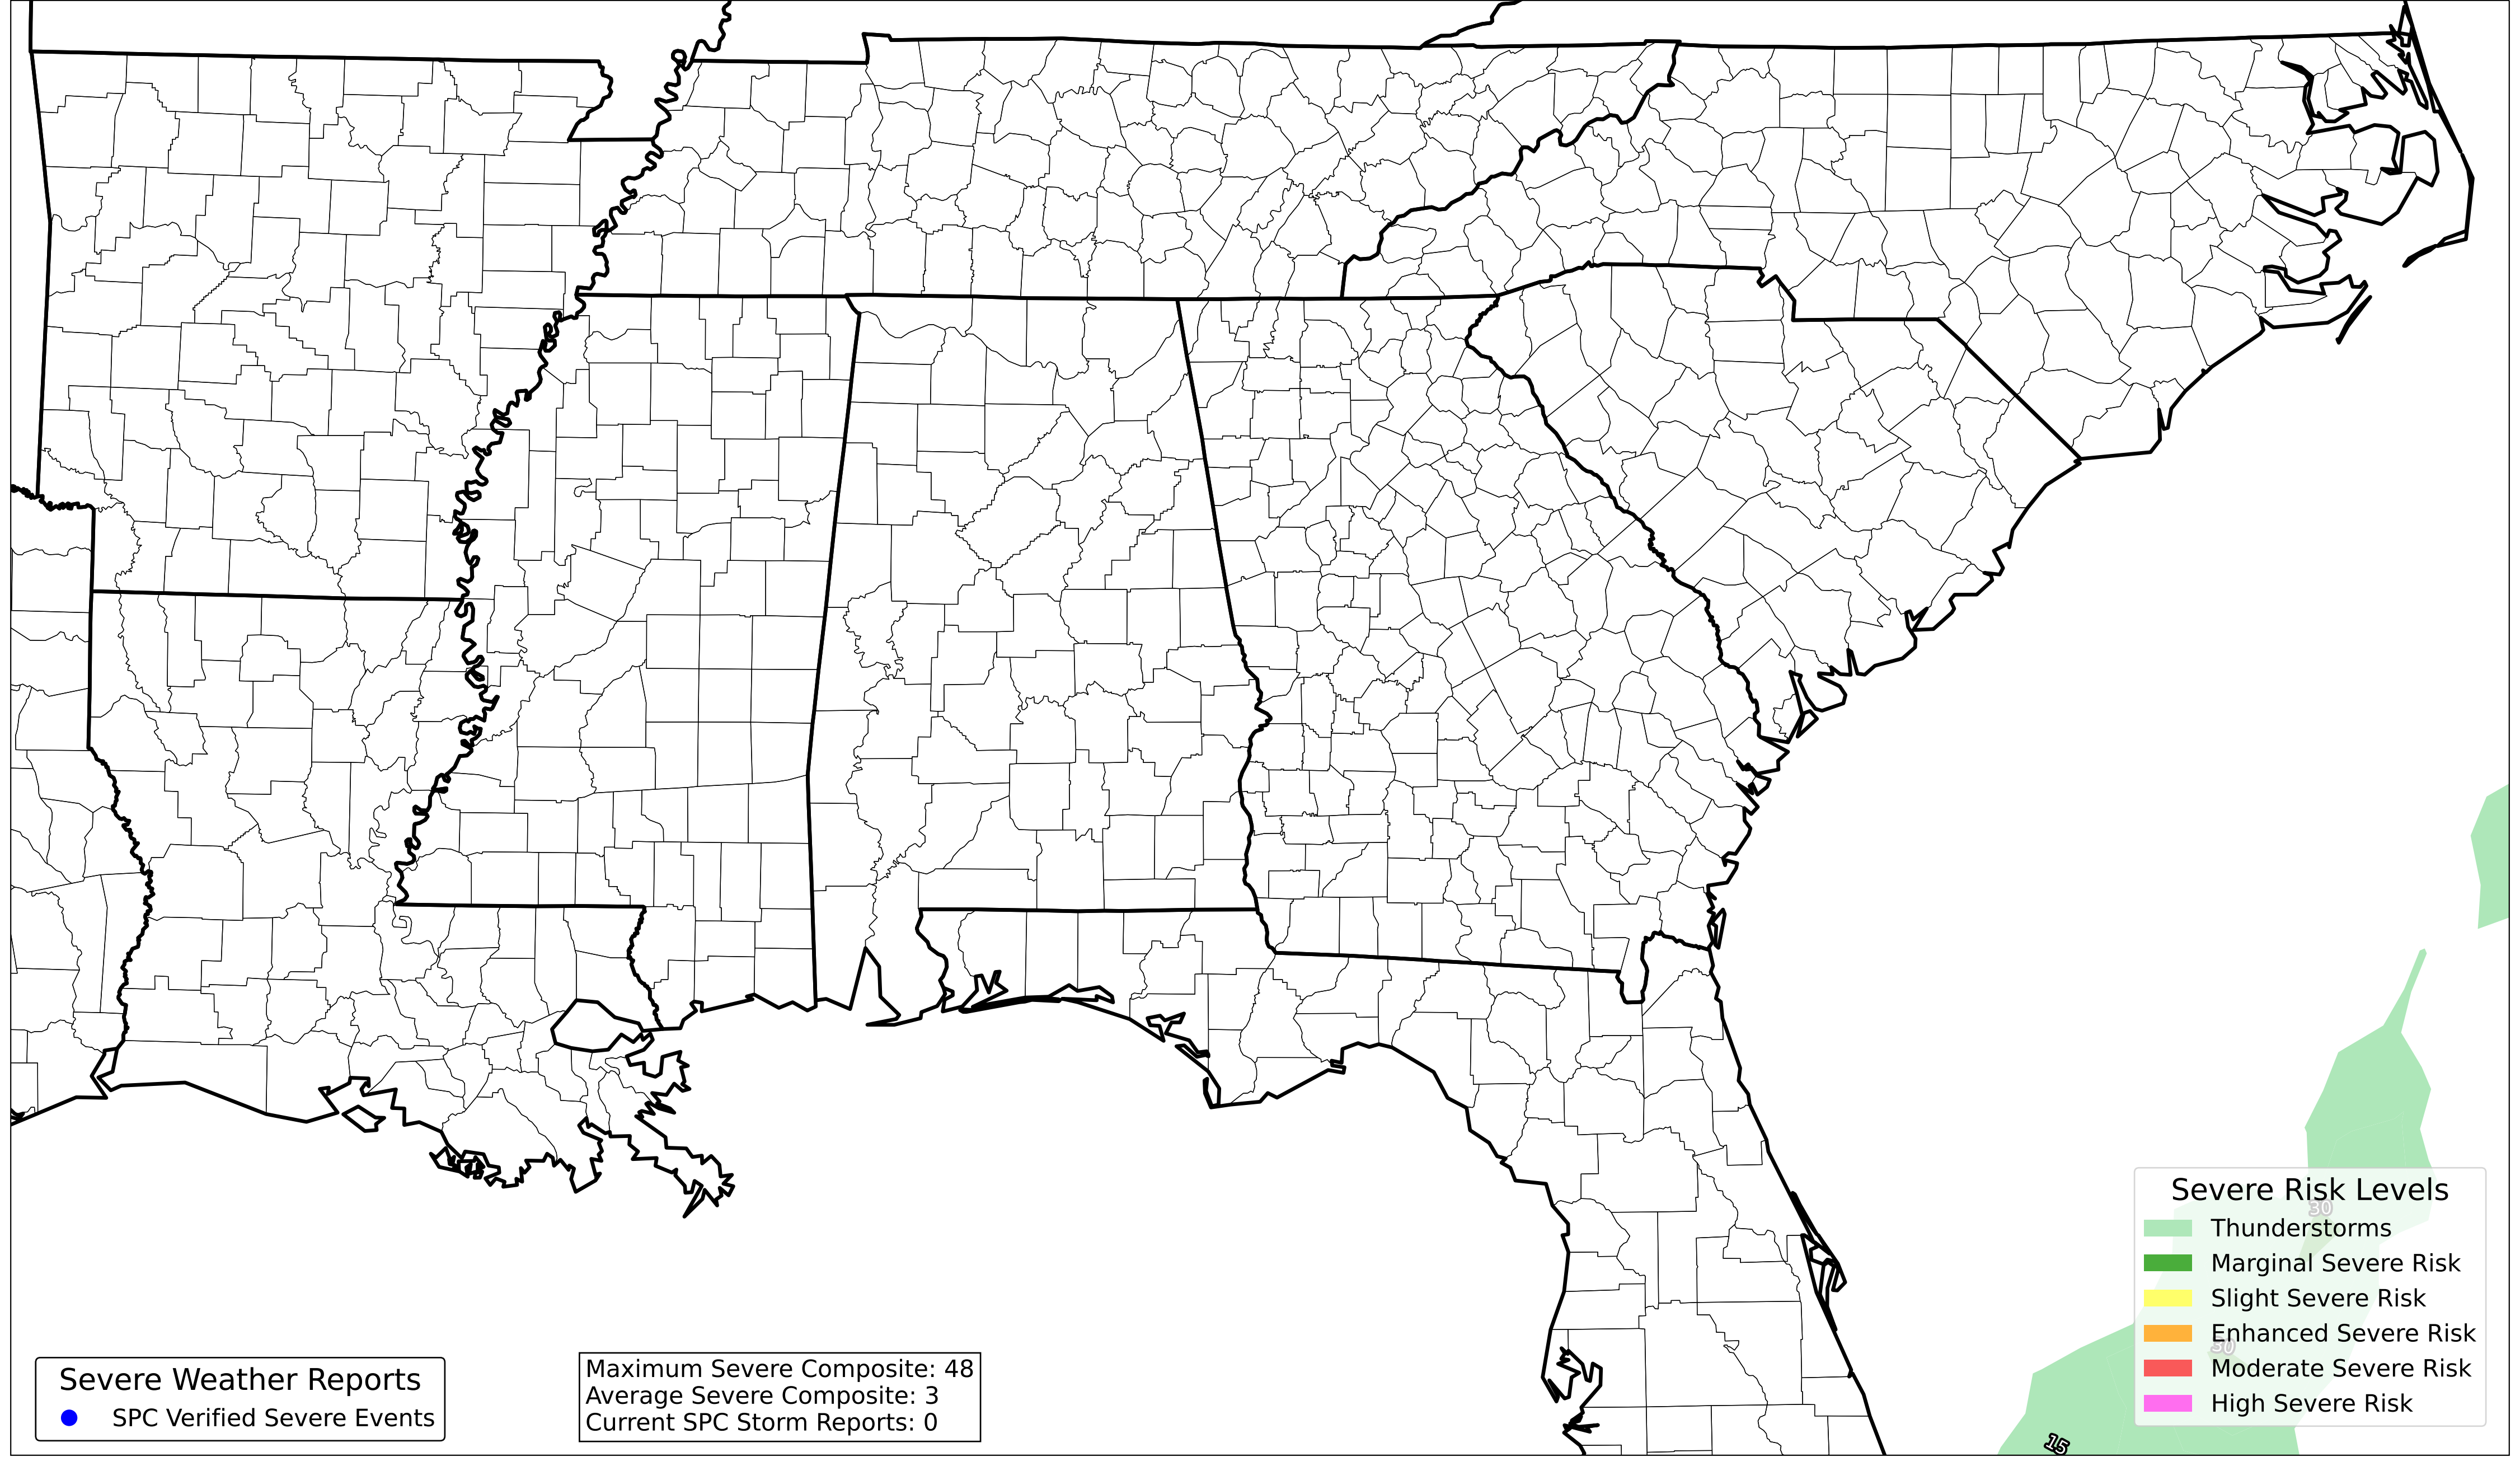 30
Severe Risk Levels
Thunderstorms
Marginal Severe Risk
Slight Severe Risk
Enhanced Severe Risk
30
Moderate Severe Risk
High Severe Risk
Severe Weather Reports
SPC Verified Severe Events
Maximum Severe Composite: 48
Average Severe Composite: 3
Current SPC Storm Reports: 0
15